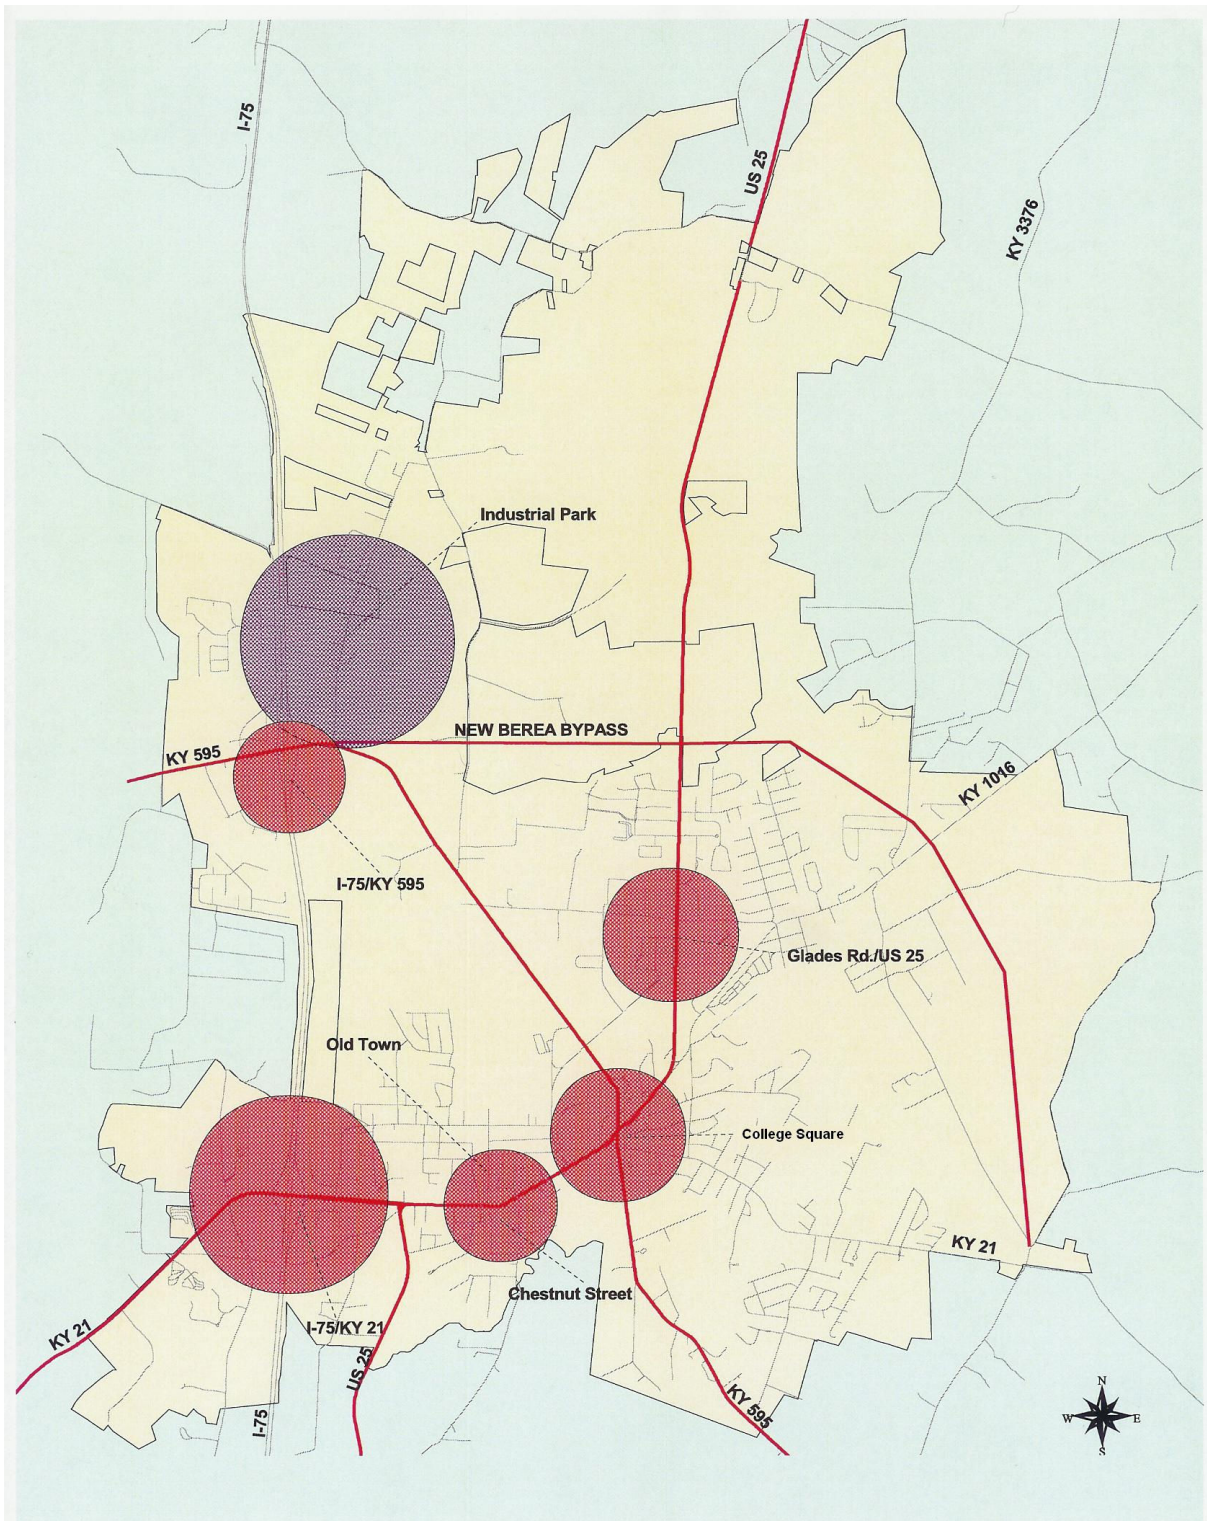 I-75
US 25
KY 3376
Industrial Park
NEW BEREA BYPASS
KY 595
KY 1016
I-75/KY 595
Glades Rd./US 25
Old Town
College Square
KY 21
Chestnut Street
I-75/KY 21
KY 21
US 25
I-75
KY 595
N
W
E
S